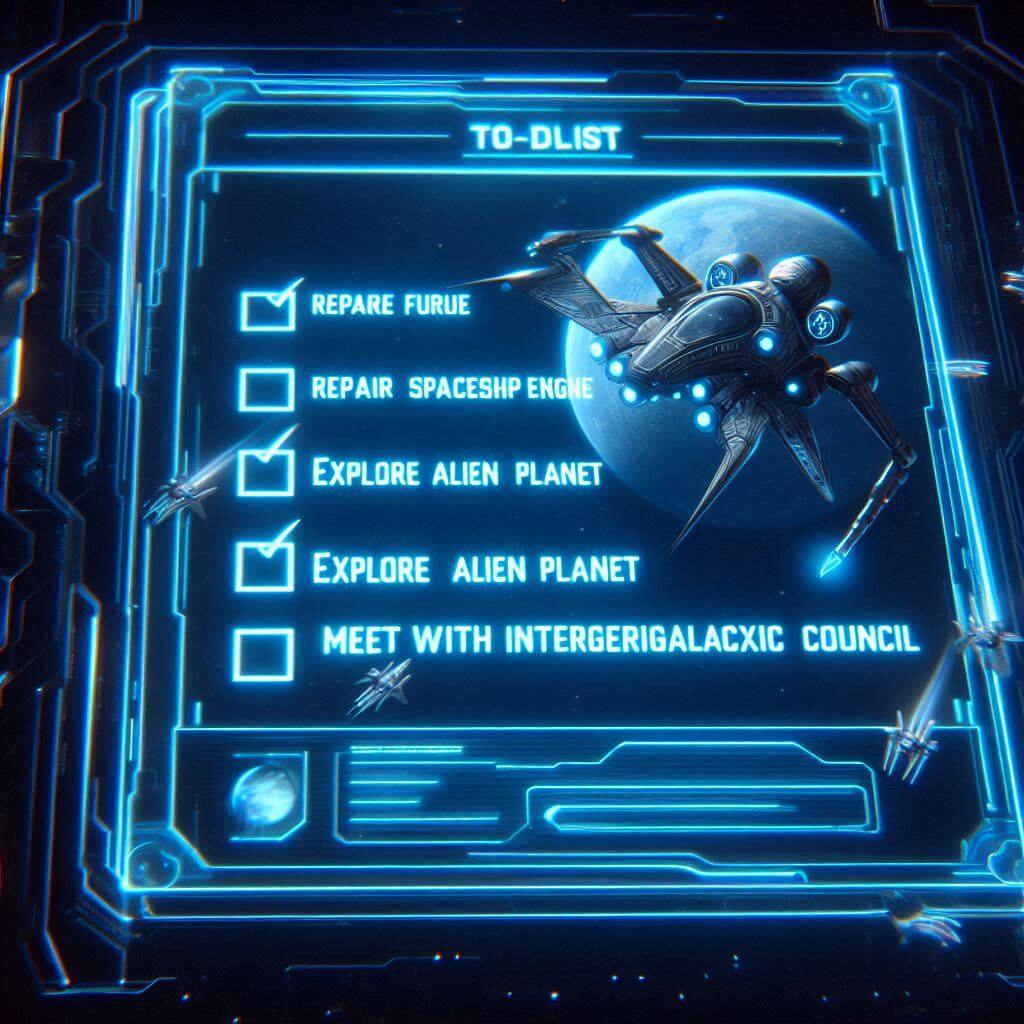 TO-DLIST
REPARE FURUE
REPAIR SPACESHP ENGNE
EXPLORE ALIEN PLANET
EXPLORE ALIEN PLANET
MEET WITH INTERGERIGALACXIC COUNCIL